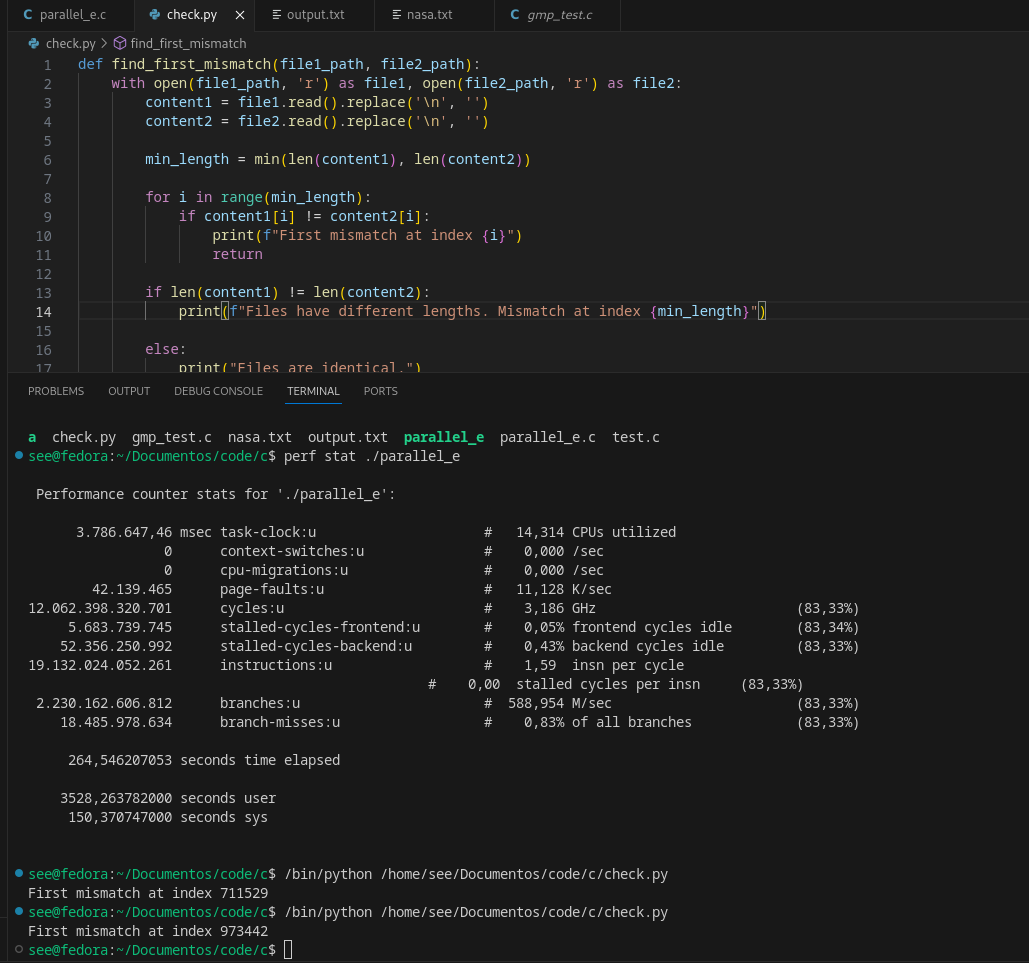 C parallel_e.c check.py × output.txt nasa.txt C gmp_test.c
check.py > find_first_mismatch
1 def find_first_mismatch(file1_path, file2_path):
2 with open(file1_path, 'r') as file1, open(file2_path, 'r') as file2:
3 content1 = file1.read().replace('\n', '')
4 content2 = file2.read().replace('\n', '')
5
6 min_length = min(len(content1), len(content2))
7
8 for i in range(min_length):
9 if content1[i] != content2[i]:
10 print(f"First mismatch at index {i}")
11 return
12
13 if len(content1) != len(content2):
14 print(f"Files have different lengths. Mismatch at index {min_length}")
15
16 else:
17 print("Files are identical.")
PROBLEMS OUTPUT DEBUG CONSOLE TERMINAL PORTS
a check.py gmp_test.c nasa.txt output.txt parallel_e parallel_e.c test.c
see@fedora:~/Documentos/code/c$ perf stat ./parallel_e
Performance counter stats for './parallel_e':
3.786.647,46 msec task-clock:u # 14,314 CPUs utilized
0 context-switches:u # 0,000 /sec
0 cpu-migrations:u # 0,000 /sec
42.139.465 page-faults:u # 11,128 K/sec
12.062.398.320.701 cycles:u # 3,186 GHz (83,33%)
5.683.739.745 stalled-cycles-frontend:u # 0,05% frontend cycles idle (83,34%)
52.356.250.992 stalled-cycles-backend:u # 0,43% backend cycles idle (83,33%)
19.132.024.052.261 instructions:u # 1,59 insn per cycle
# 0,00 stalled cycles per insn (83,33%)
2.230.162.606.812 branches:u # 588,954 M/sec (83,33%)
18.485.978.634 branch-misses:u # 0,83% of all branches (83,33%)
264,546207053 seconds time elapsed
3528,263782000 seconds user
150,370747000 seconds sys
see@fedora:~/Documentos/code/c$ /bin/python /home/see/Documentos/code/c/check.py
First mismatch at index 711529
see@fedora:~/Documentos/code/c$ /bin/python /home/see/Documentos/code/c/check.py
First mismatch at index 973442
see@fedora:~/Documentos/code/c$